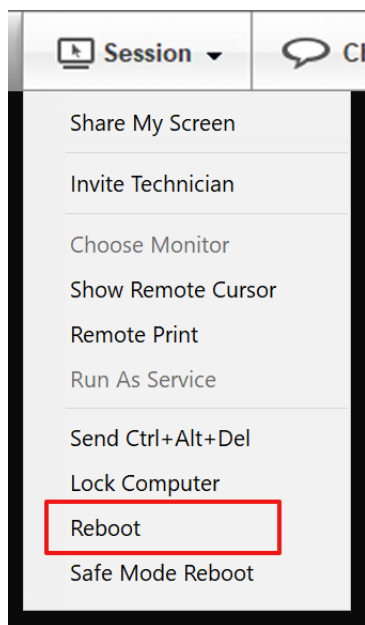 Session
Share My Screen
Invite Technician
Choose Monitor
Show Remote Cursor
Remote Print
Run As Service
Send Ctrl+Alt+Del
Lock Computer
Reboot
Safe Mode Reboot